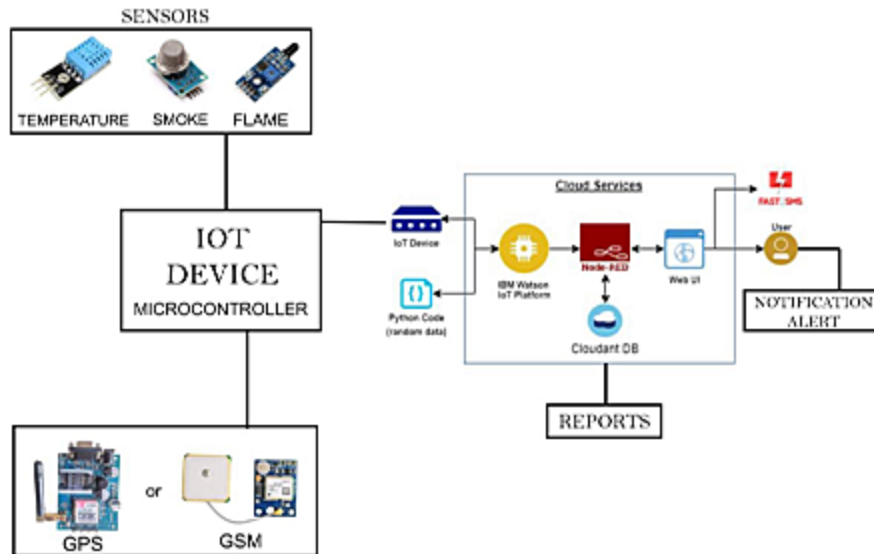 SENSORS
TEMPERATURE SMOKE FLAME
IOT
DEVICE
MICROCONTROLLER
GPS or GSM
IoT Device
Python Code
(random data)
Cloud Services
IBM Watson
IoT Platform
Node-RED
Web UI
Cloudant DB
FAST, SMS
User
NOTIFICATION
ALERT
REPORTS